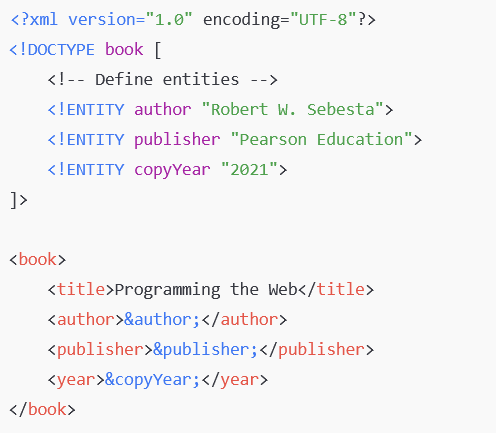 <?xml version="1.0" encoding="UTF-8"?>
<!DOCTYPE book [
    <!-- Define entities -->
    <!ENTITY author "Robert W. Sebesta">
    <!ENTITY publisher "Pearson Education">
    <!ENTITY copyYear "2021">
]>

<book>
    <title>Programming the Web</title>
    <author>&author;</author>
    <publisher>&publisher;</publisher>
    <year>&copyYear;</year>
</book>